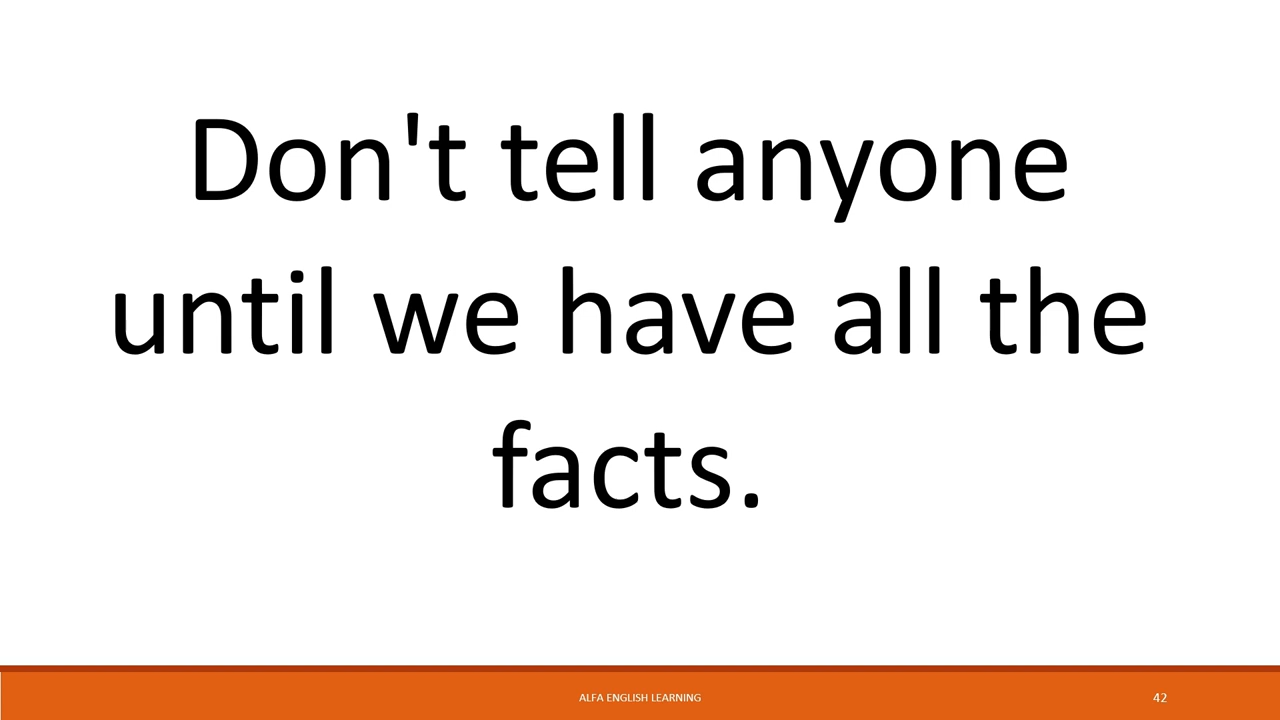 Don't tell anyone
until we have all the
facts.
ALFA ENGLISH LEARNING
42